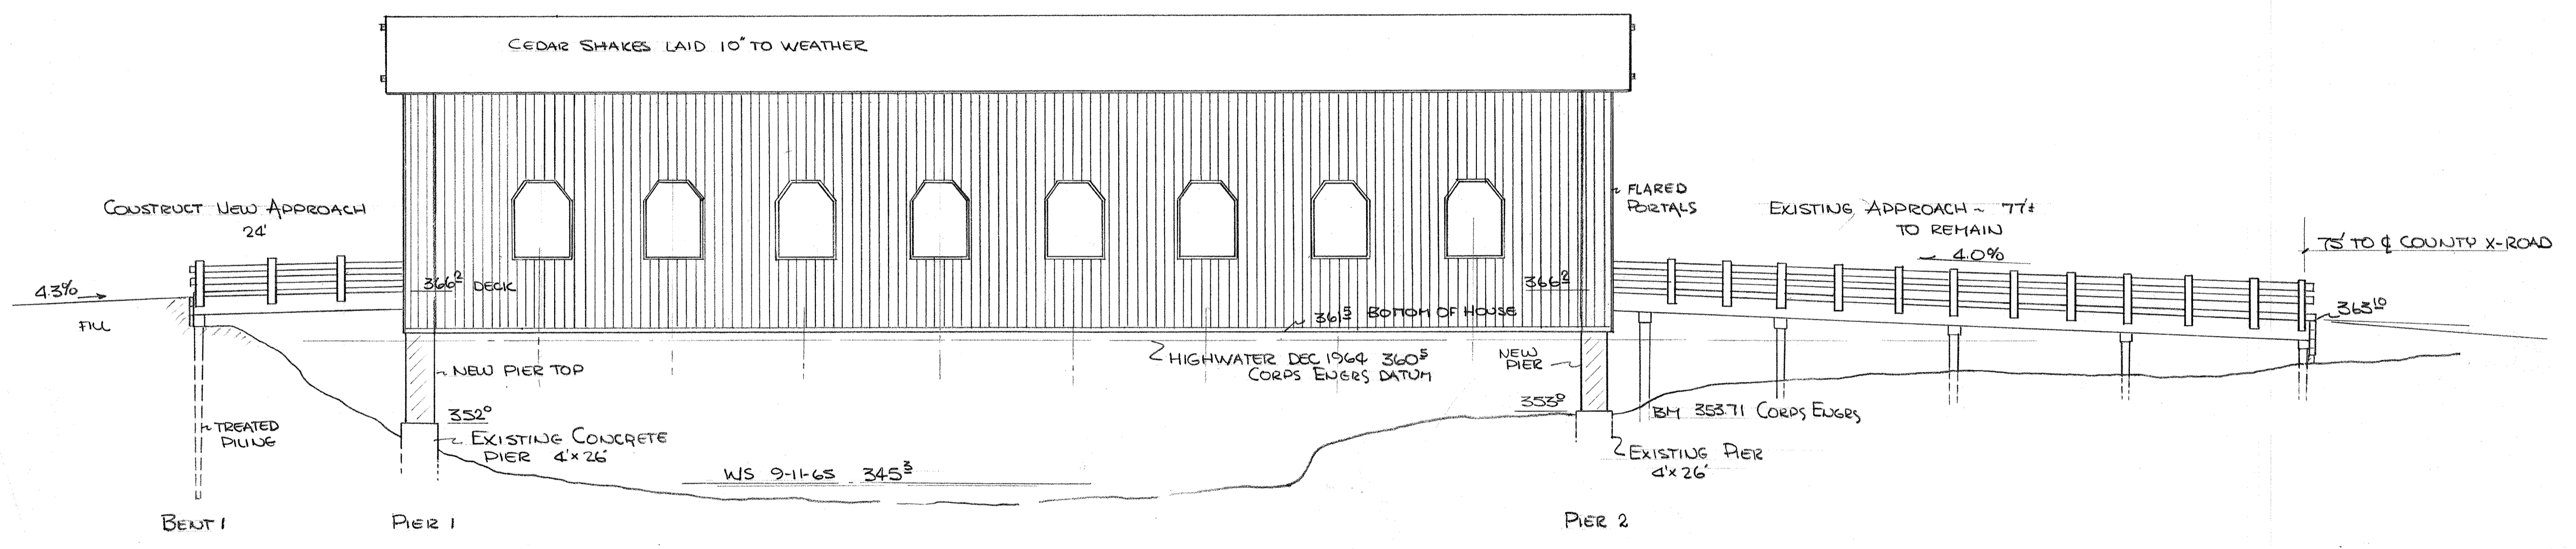 CEDAR SHAKES LAID 10" TO WEATHER
CONSTRUCT NEW APPROACH
24'
FLARED
PORTALS
EXISTING APPROACH ~ 77'±
TO REMAIN
4.0%
75' TO ℄ COUNTY X-ROAD
4.3%
FILL
366² DECK
366²
361⁵ BOTTOM OF HOUSE
363¹⁰
HIGHWATER DEC 1964 360⁵
CORPS ENGRS DATUM
NEW
PIER
NEW PIER TOP
352⁰
353⁰
BM 353.71 CORPS ENGRS
TREATED
PILING
EXISTING CONCRETE
PIER 4'x26'
EXISTING PIER
4'x26'
WS 9-11-65 345³
BENT 1
PIER 1
PIER 2